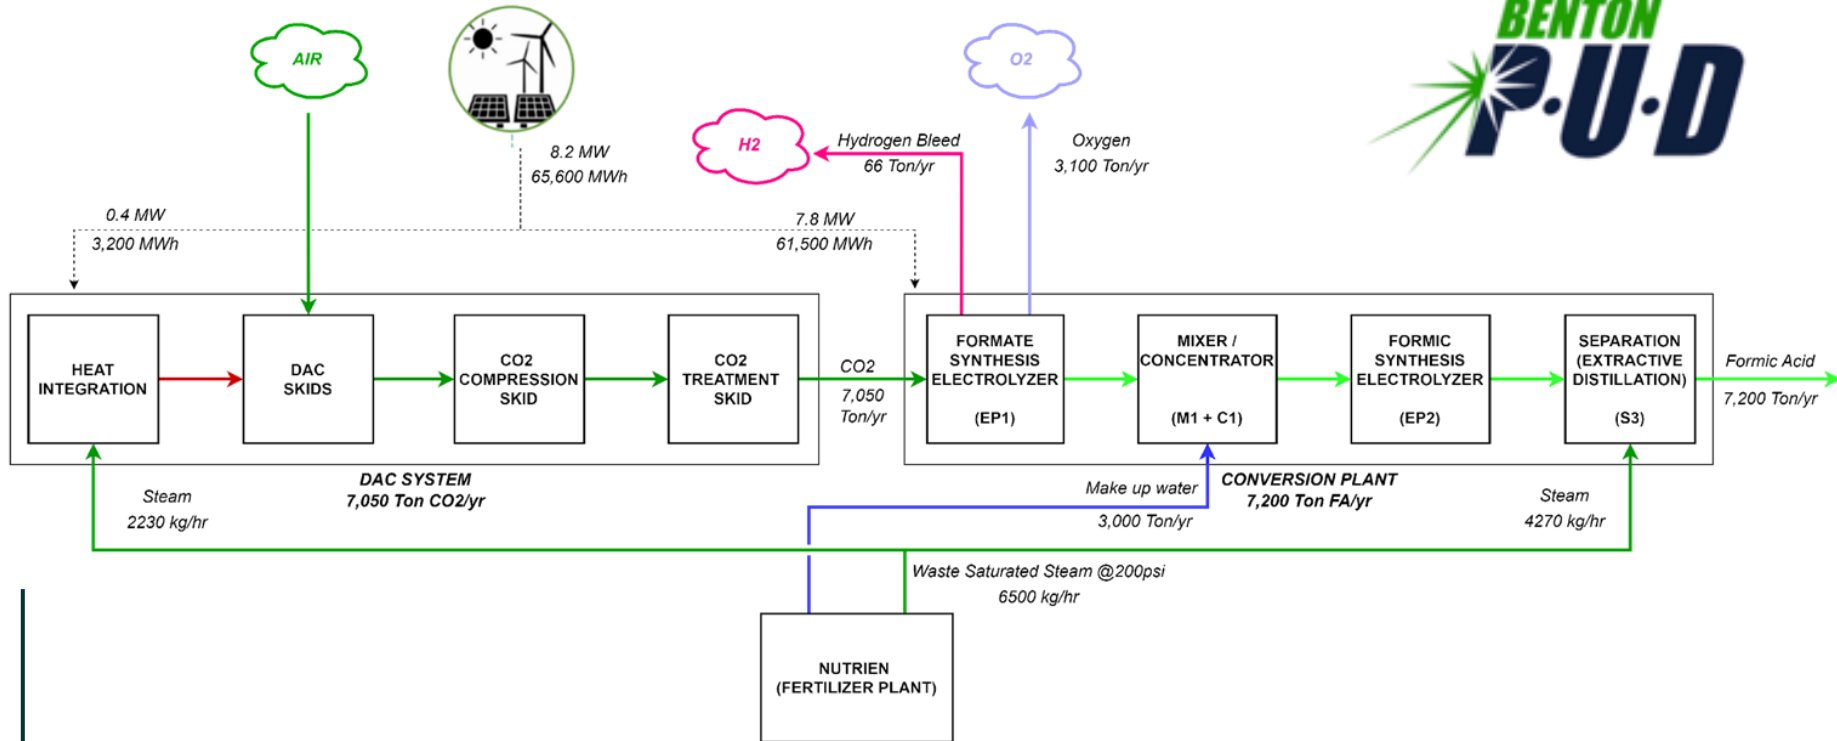 BENTON
P·U·D
AIR
O2
H2
Hydrogen Bleed
66 Ton/yr
Oxygen
3,100 Ton/yr
8.2 MW
65,600 MWh
0.4 MW
3,200 MWh
7.8 MW
61,500 MWh
HEAT
INTEGRATION
DAC
SKIDS
CO2
COMPRESSION
SKID
CO2
TREATMENT
SKID
CO2
7,050
Ton/yr
FORMATE
SYNTHESIS
ELECTROLYZER
(EP1)
MIXER /
CONCENTRATOR
(M1 + C1)
FORMIC
SYNTHESIS
ELECTROLYZER
(EP2)
SEPARATION
(EXTRACTIVE
DISTILLATION)
(S3)
Formic Acid
7,200 Ton/yr
DAC SYSTEM
7,050 Ton CO2/yr
CONVERSION PLANT
7,200 Ton FA/yr
Steam
2230 kg/hr
Make up water
3,000 Ton/yr
Steam
4270 kg/hr
Waste Saturated Steam @200psi
6500 kg/hr
NUTRIEN
(FERTILIZER PLANT)